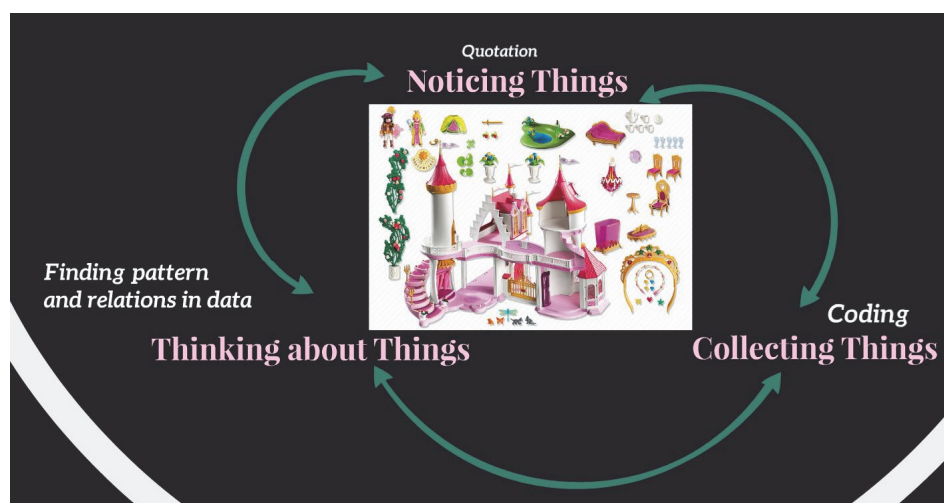 Quotation
Noticing Things
Finding pattern
and relations in data
Thinking about Things
Coding
Collecting Things